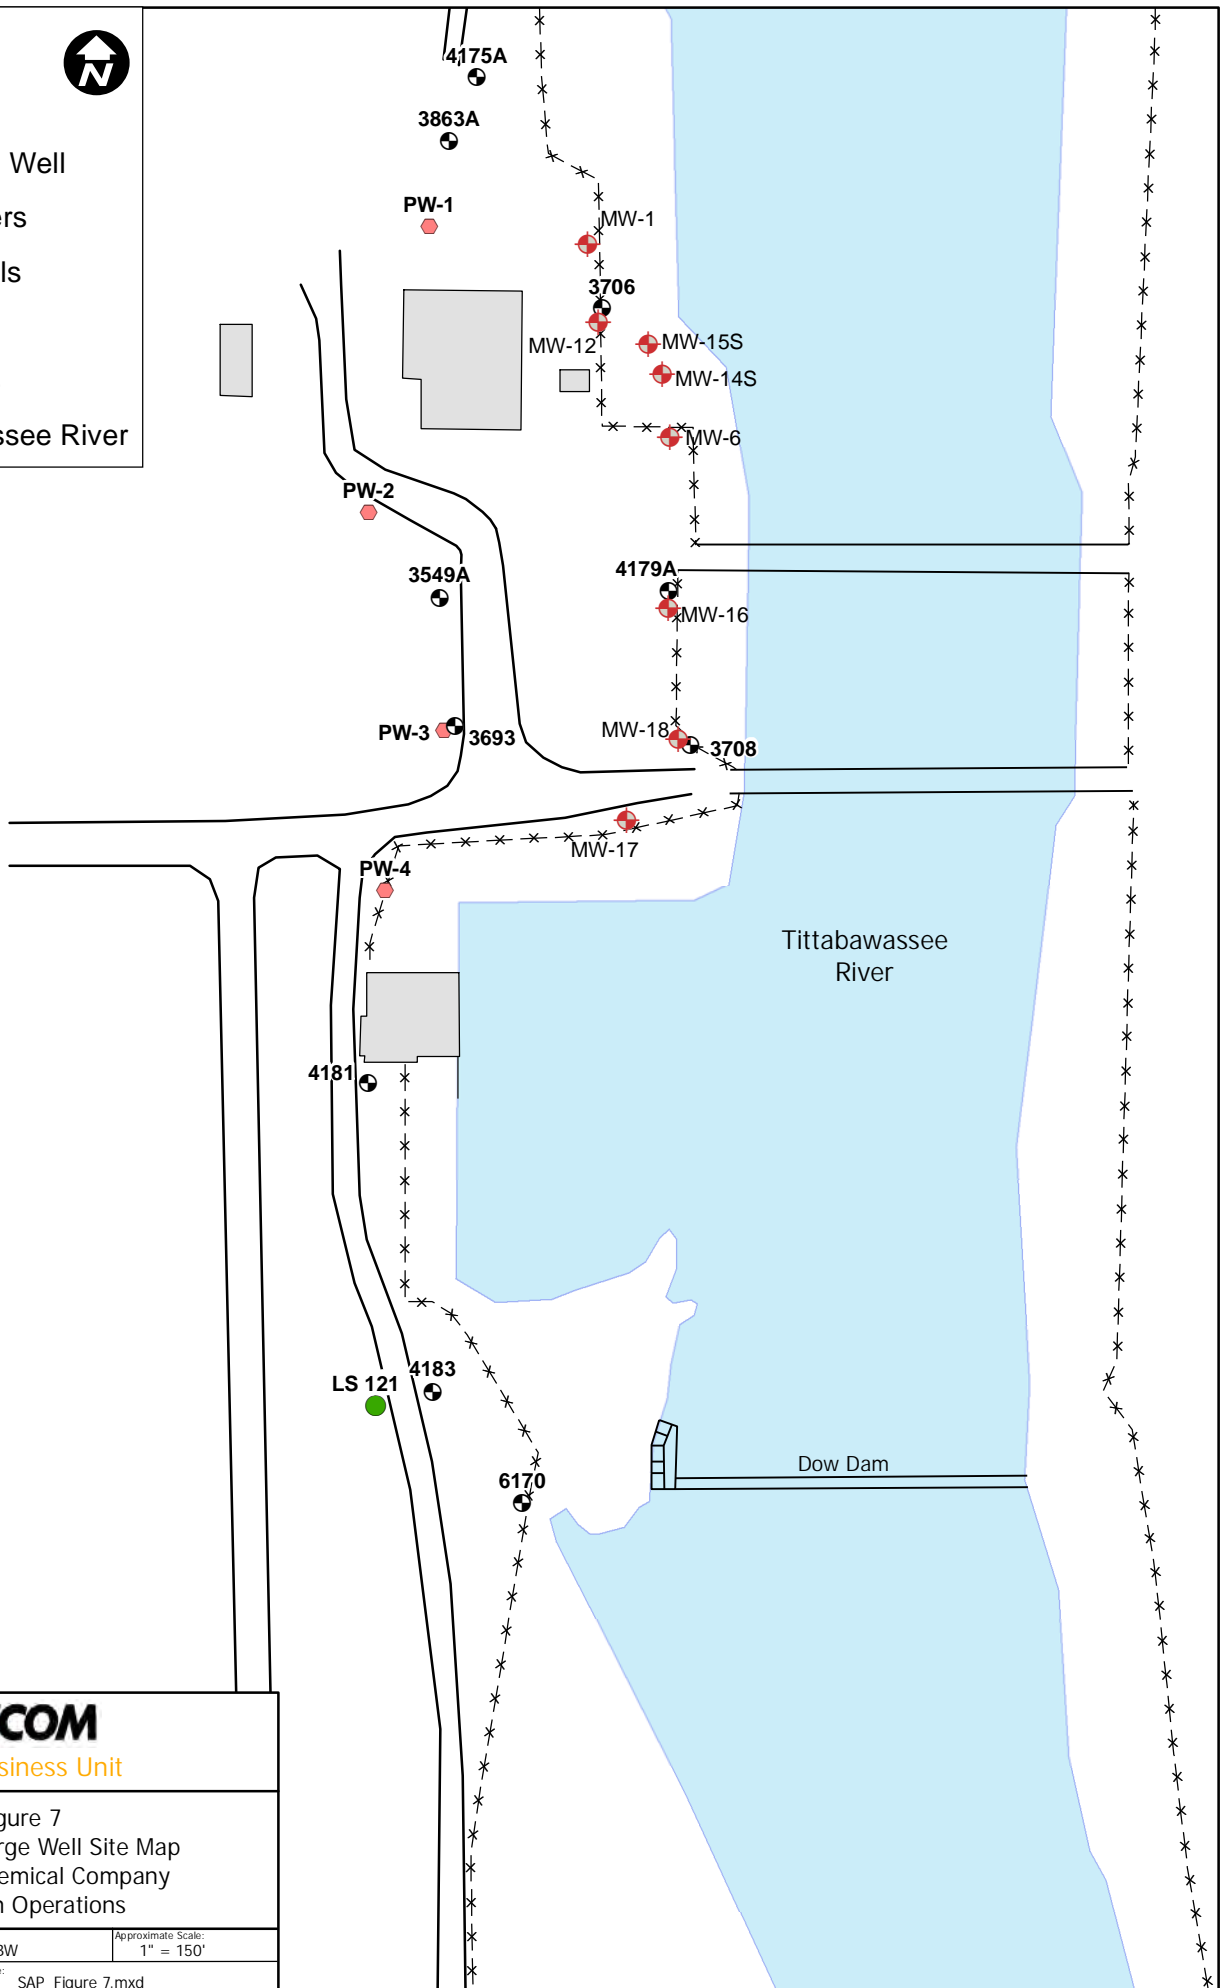 N
Well
ers
ls
ssee River
4175A
3863A
PW-1
MW-1
3706
MW-12
MW-15S
MW-14S
MW-6
PW-2
3549A
4179A
MW-16
PW-3
3693
MW-18
3708
MW-17
PW-4
Tittabawassee
River
4181
4183
LS 121
Dow Dam
6170
COM
siness Unit
gure 7
rge Well Site Map
emical Company
n Operations
BW
Approximate Scale:
1" = 150'
e:
SAP_Figure 7.mxd